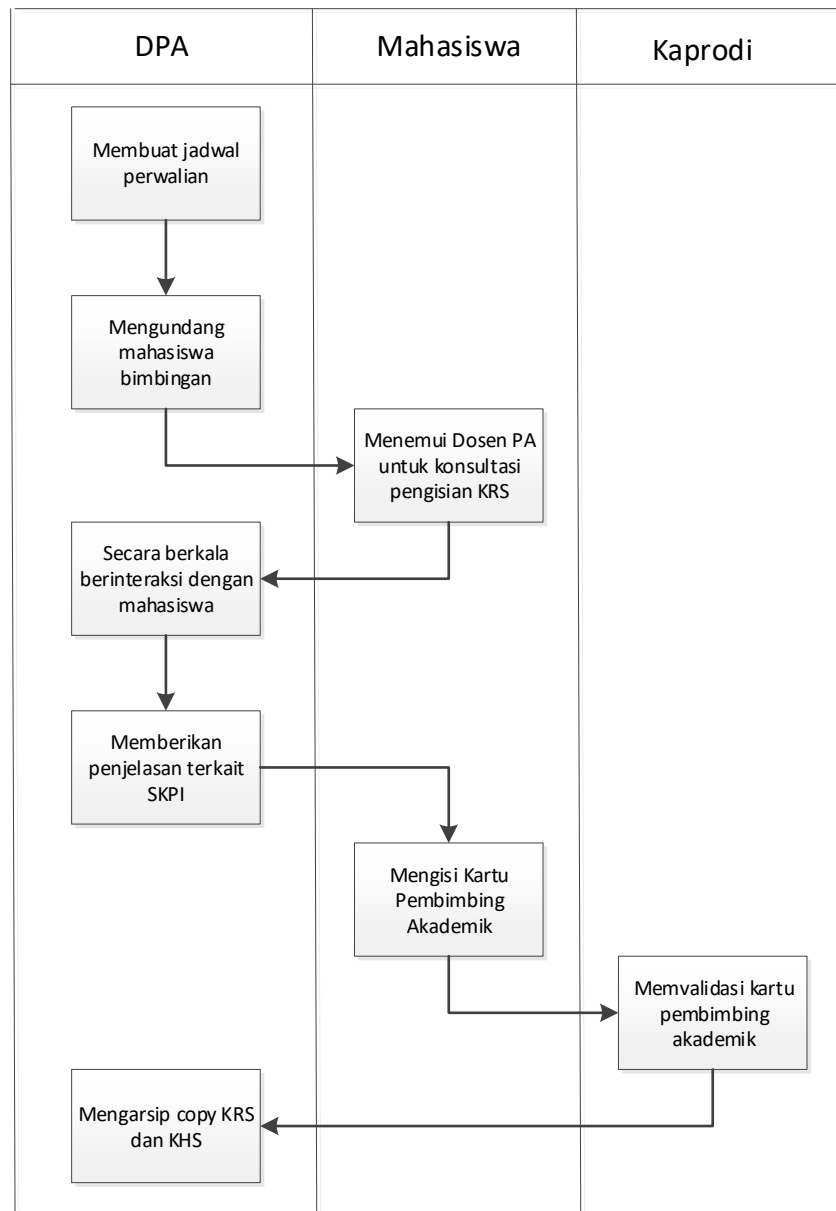 DPA
Mahasiswa
Kaprodi
Membuat jadwal
perwalian
Mengundang
mahasiswa
bimbingan
Menemui Dosen PA
untuk konsultasi
pengisian KRS
Secara berkala
berinteraksi dengan
mahasiswa
Memberikan
penjelasan terkait
SKPI
Mengisi Kartu
Pembimbing
Akademik
Memvalidasi kartu
pembimbing
akademik
Mengarsip copy KRS
dan KHS